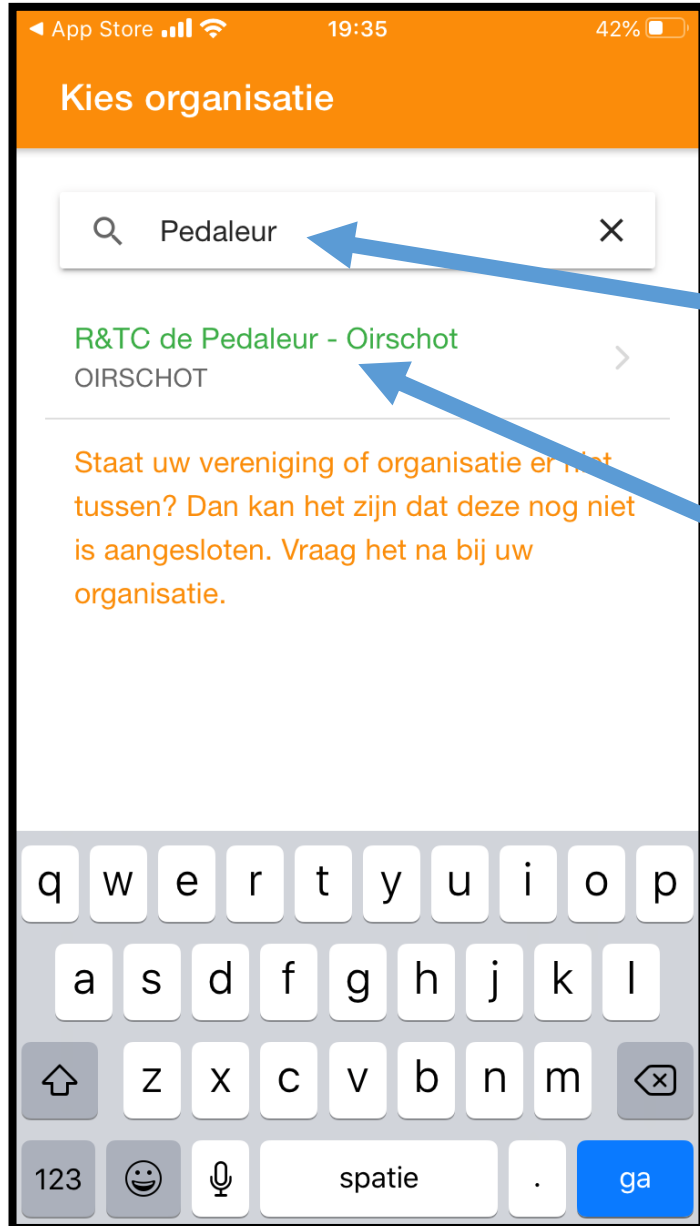 ◀ App Store 19:35 42%
Kies organisatie
Pedaleur
R&TC de Pedaleur - Oirschot
OIRSCHOT
Staat uw vereniging of organisatie er niet
tussen? Dan kan het zijn dat deze nog niet
is aangesloten. Vraag het na bij uw
organisatie.
q w e r t y u i o p
a s d f g h j k l
z x c v b n m
123 spatie . ga